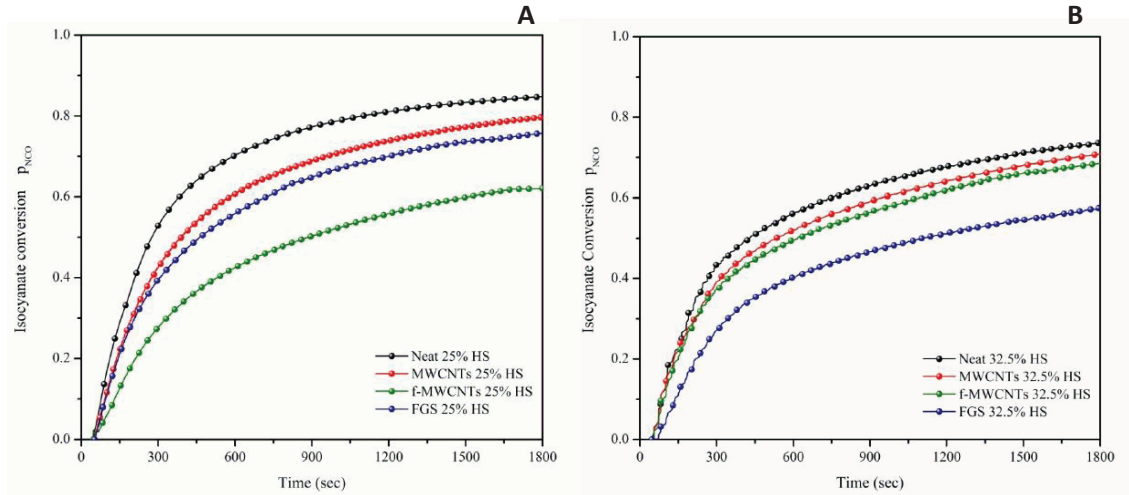 A
Isocyanate conversion pNCO
1.0
0.8
0.6
0.4
0.2
0.0
Neat 25% HS
MWCNTs 25% HS
f-MWCNTs 25% HS
FGS 25% HS
0 300 600 900 1200 1500 1800
Time (sec)
B
Isocyanate Conversion pNCO
1.0
0.8
0.6
0.4
0.2
0.0
Neat 32.5% HS
MWCNTs 32.5% HS
f-MWCNTs 32.5% HS
FGS 32.5% HS
0 300 600 900 1200 1500 1800
Time (sec)